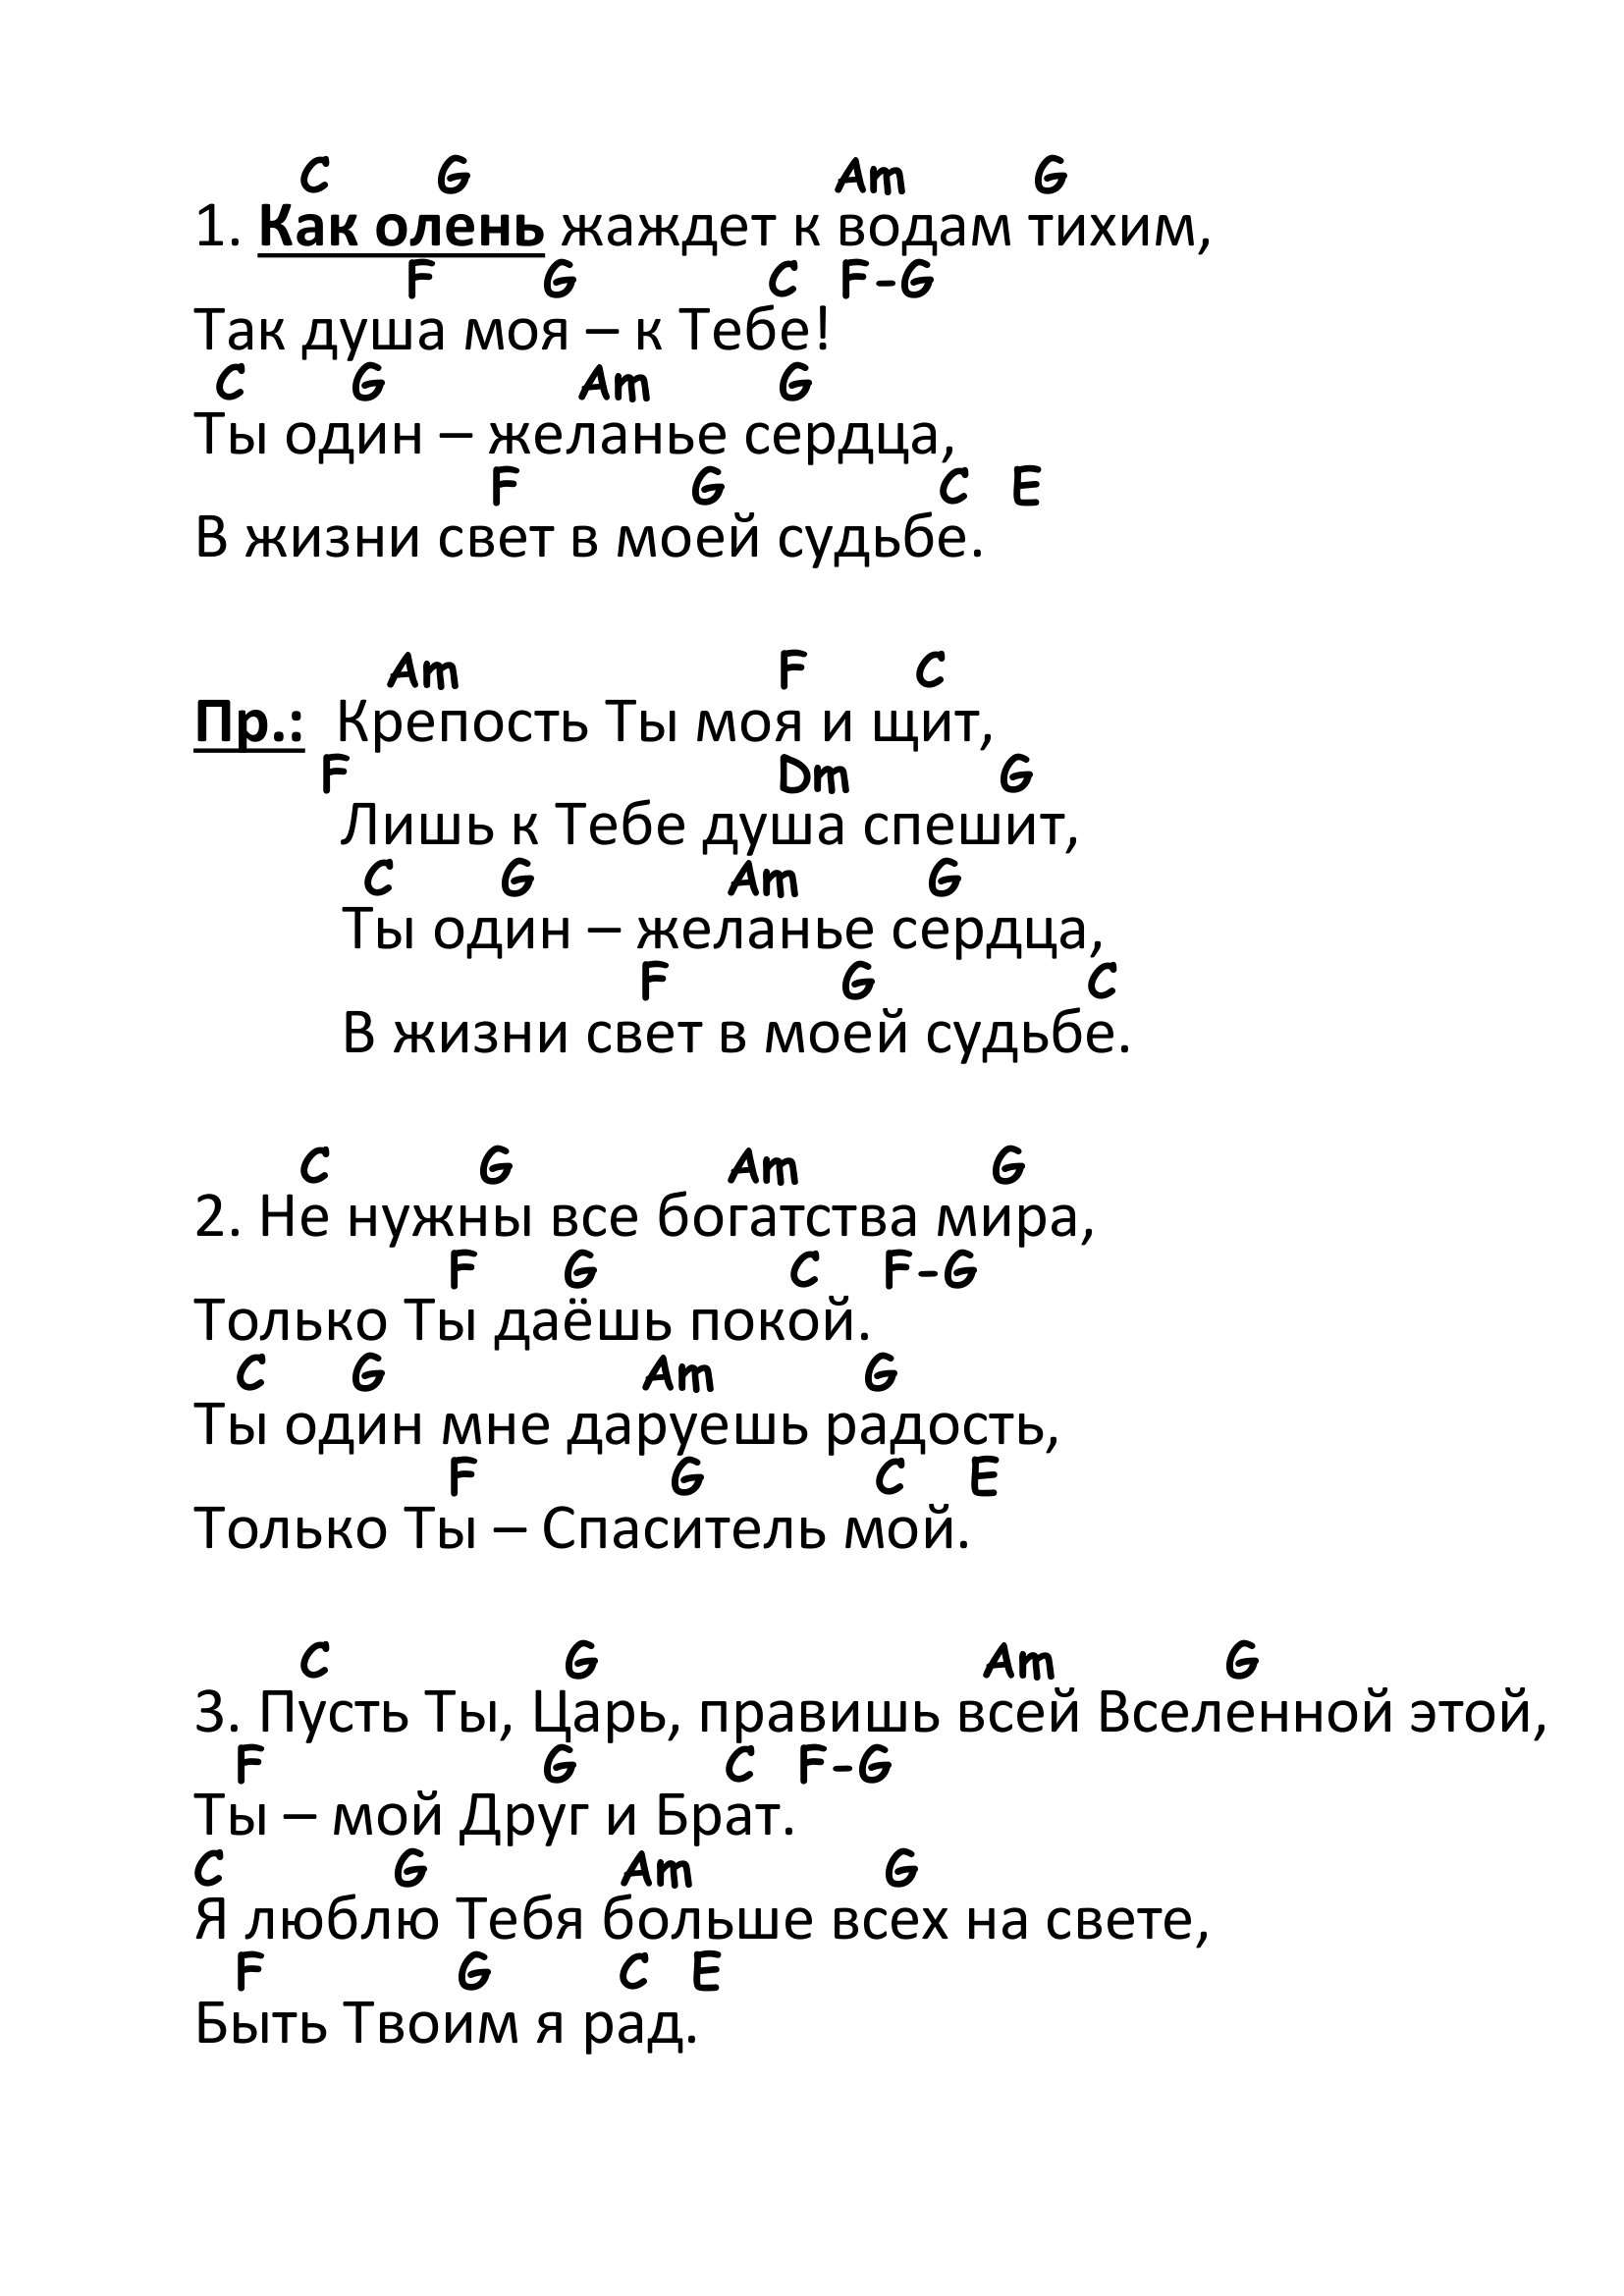 C G Am G
1. Как олень жаждет к водам тихим,
F G C F-G
Так душа моя – к Тебе!
C G Am G
Ты один – желанье сердца,
F G C E
В жизни свет в моей судьбе.
Am F C
Пр.: Крепость Ты моя и щит,
F Dm G
Лишь к Тебе душа спешит,
C G Am G
Ты один – желанье сердца,
F G C
В жизни свет в моей судьбе.
C G Am G
2. Не нужны все богатства мира,
F G C F-G
Только Ты даёшь покой.
C G Am G
Ты один мне даруешь радость,
F G C E
Только Ты – Спаситель мой.
C G Am G
3. Пусть Ты, Царь, правишь всей Вселенной этой,
F G C F-G
Ты – мой Друг и Брат.
C G Am G
Я люблю Тебя больше всех на свете,
F G C E
Быть Твоим я рад.